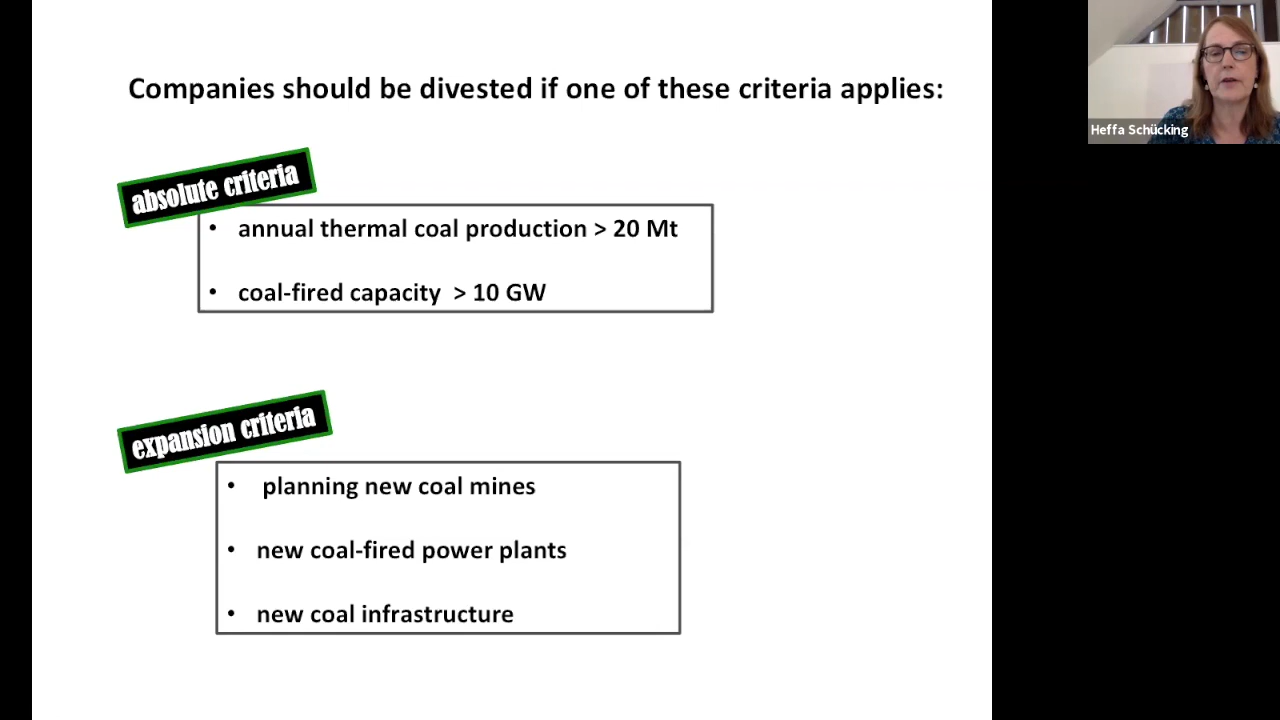 Companies should be divested if one of these criteria applies:
Heffa Schücking
absolute criteria
• annual thermal coal production > 20 Mt
• coal-fired capacity > 10 GW
expansion criteria
• planning new coal mines
• new coal-fired power plants
• new coal infrastructure